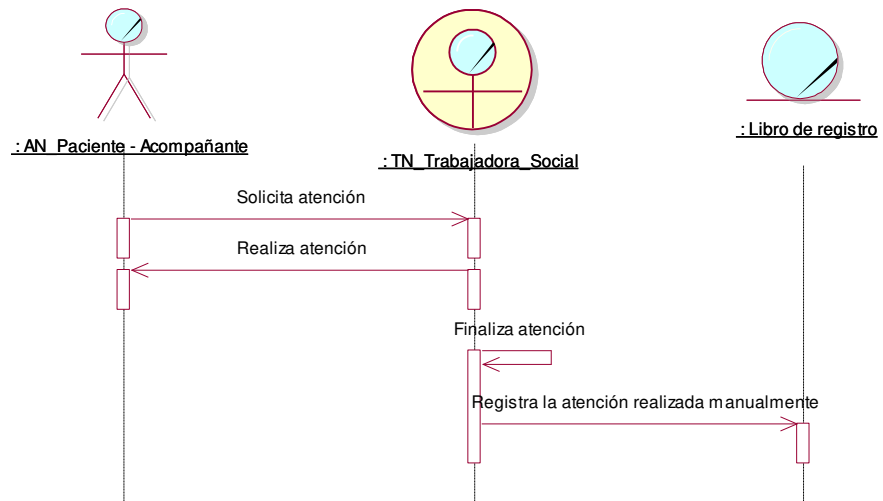 : AN_Paciente - Acompañante
: TN_Trabajadora_Social
: Libro de registro
Solicita atención
Realiza atención
Finaliza atención
Registra la atención realizada manualmente